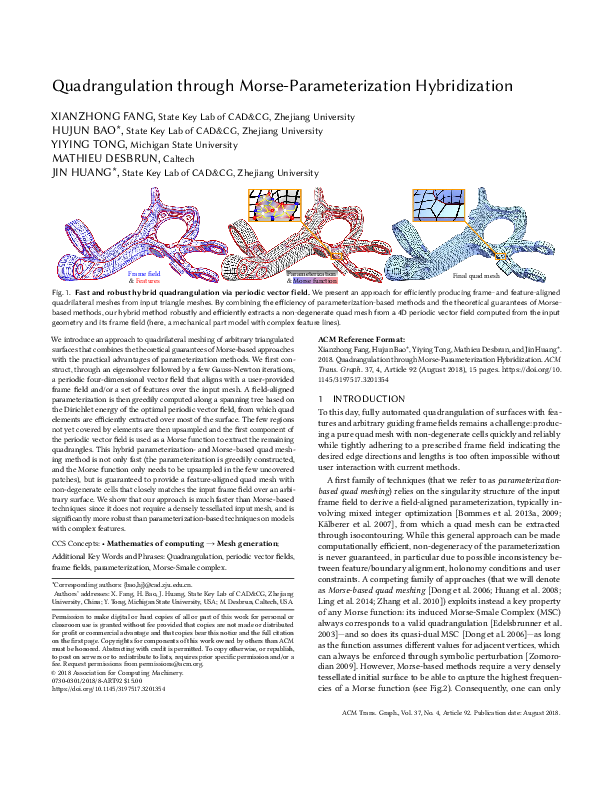 Quadrangulation through Morse-Parameterization Hybridization
XIANZHONG FANG, State Key Lab of CAD&CG, Zhejiang University
HUJUN BAO*, State Key Lab of CAD&CG, Zhejiang University
YIYING TONG, Michigan State University
MATHIEU DESBRUN, Caltech
JIN HUANG*, State Key Lab of CAD&CG, Zhejiang University
Frame field
& Features
Parameterization
& Morse function
Final quad mesh
Fig. 1. Fast and robust hybrid quadrangulation via periodic vector field. We present an approach for efficiently producing frame- and feature-aligned
quadrilateral meshes from input triangle meshes. By combining the efficiency of parameterization-based methods and the theoretical guarantees of Morse-
based methods, our hybrid method robustly and efficiently extracts a non-degenerate quad mesh from a 4D periodic vector field computed from the input
geometry and its frame field (here, a mechanical part model with complex feature lines).
We introduce an approach to quadrilateral meshing of arbitrary triangulated
surfaces that combines the theoretical guarantees of Morse-based approaches
with the practical advantages of parameterization methods. We first con-
struct, through an eigensolver followed by a few Gauss-Newton iterations,
a periodic four-dimensional vector field that aligns with a user-provided
frame field and/or a set of features over the input mesh. A field-aligned
parameterization is then greedily computed along a spanning tree based on
the Dirichlet energy of the optimal periodic vector field, from which quad
elements are efficiently extracted over most of the surface. The few regions
not yet covered by elements are then upsampled and the first component of
the periodic vector field is used as a Morse function to extract the remaining
quadrangles. This hybrid parameterization- and Morse-based quad mesh-
ing method is not only fast (the parameterization is greedily constructed,
and the Morse function only needs to be upsampled in the few uncovered
patches), but is guaranteed to provide a feature-aligned quad mesh with
non-degenerate cells that closely matches the input frame field over an arbi-
trary surface. We show that our approach is much faster than Morse-based
techniques since it does not require a densely tessellated input mesh, and is
significantly more robust than parameterization-based techniques on models
with complex features.
CCS Concepts: • Mathematics of computing → Mesh generation;
Additional Key Words and Phrases: Quadrangulation, periodic vector fields,
frame fields, parameterization, Morse-Smale complex.
*Corresponding authors: {bao,hj}@cad.zju.edu.cn.
Authors' addresses: X. Fang, H. Bao, J. Huang, State Key Lab of CAD&CG, Zhejiang
University, China; Y. Tong, Michigan State University, USA; M. Desbrun, Caltech, USA.
Permission to make digital or hard copies of all or part of this work for personal or
classroom use is granted without fee provided that copies are not made or distributed
for profit or commercial advantage and that copies bear this notice and the full citation
on the first page. Copyrights for components of this work owned by others than ACM
must be honored. Abstracting with credit is permitted. To copy otherwise, or republish,
to post on servers or to redistribute to lists, requires prior specific permission and/or a
fee. Request permissions from permissions@acm.org.
© 2018 Association for Computing Machinery.
0730-0301/2018/8-ART92 $15.00
https://doi.org/10.1145/3197517.3201354
ACM Reference Format:
Xianzhong Fang, Hujun Bao*, Yiying Tong, Mathieu Desbrun, and Jin Huang*.
2018. Quadrangulation through Morse-Parameterization Hybridization. ACM
Trans. Graph. 37, 4, Article 92 (August 2018), 15 pages. https://doi.org/10.
1145/3197517.3201354
1 INTRODUCTION
To this day, fully automated quadrangulation of surfaces with fea-
tures and arbitrary guiding frame fields remains a challenge: produc-
ing a pure quad mesh with non-degenerate cells quickly and reliably
while tightly adhering to a prescribed frame field indicating the
desired edge directions and lengths is too often impossible without
user interaction with current methods.
A first family of techniques (that we refer to as parameterization-
based quad meshing) relies on the singularity structure of the input
frame field to derive a field-aligned parameterization, typically in-
volving mixed integer optimization [Bommes et al. 2013a, 2009;
Kälberer et al. 2007], from which a quad mesh can be extracted
through isocontouring. While this general approach can be made
computationally efficient, non-degeneracy of the parameterization
is never guaranteed, in particular due to possible inconsistency be-
tween feature/boundary alignment, holonomy conditions and user
constraints. A competing family of approaches (that we will denote
as Morse-based quad meshing [Dong et al. 2006; Huang et al. 2008;
Ling et al. 2014; Zhang et al. 2010]) exploits instead a key property
of any Morse function: its induced Morse-Smale Complex (MSC)
always corresponds to a valid quadrangulation [Edelsbrunner et al.
2003]—and so does its quasi-dual MSC [Dong et al. 2006]—as long
as the function assumes different values for adjacent vertices, which
can always be enforced through symbolic perturbation [Zomoro-
dian 2009]. However, Morse-based methods require a very densely
tessellated initial surface to be able to capture the highest frequen-
cies of a Morse function (see Fig.2). Consequently, one can only
ACM Trans. Graph., Vol. 37, No. 4, Article 92. Publication date: August 2018.